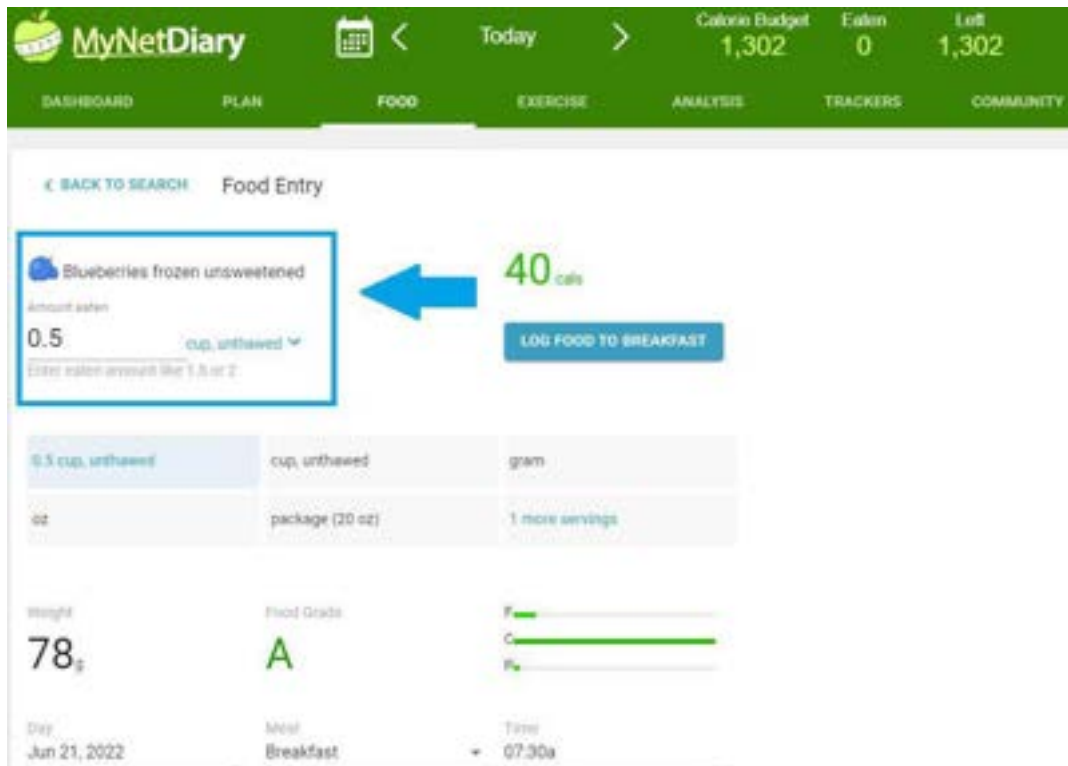 MyNetDiary
Today
Calorie Budget Eaten Left
1,302 0 1,302
DASHBOARD PLAN FOOD EXERCISE ANALYSIS TRACKERS COMMUNITY
BACK TO SEARCH Food Entry
Blueberries frozen unsweetened
40 cals
Amount eaten
0.5 cup, unthawed
LOG FOOD TO BREAKFAST
Enter eaten amount like 1.5 or 2
0.5 cup, unthawed cup, unthawed gram
oz package (20 oz) 1 more servings
Weight Food Grade F
78g A C
P
Day Meal Time
Jun 21, 2022 Breakfast 07:30a